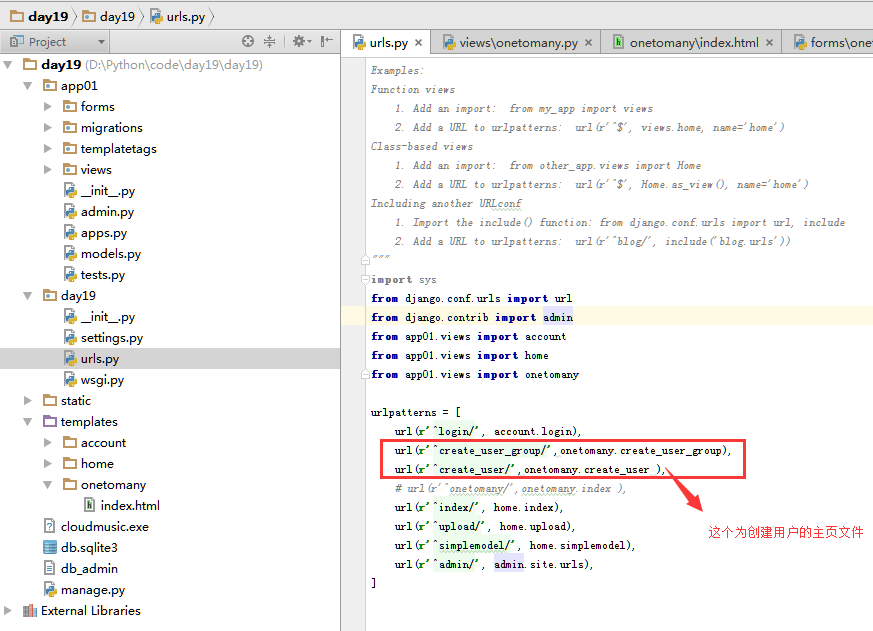 day19 day19 urls.py
Project
urls.py × views\onetomany.py × onetomany\index.html × forms\one
day19 (D:\Python\code\day19\day19)
app01
forms
migrations
templatetags
views
__init__.py
admin.py
apps.py
models.py
tests.py
day19
__init__.py
settings.py
urls.py
wsgi.py
static
templates
account
home
onetomany
index.html
cloudmusic.exe
db.sqlite3
db_admin
manage.py
External Libraries
Examples:
Function views
1. Add an import:  from my_app import views
2. Add a URL to urlpatterns:  url(r'^$', views.home, name='home')
Class-based views
1. Add an import:  from other_app.views import Home
2. Add a URL to urlpatterns:  url(r'^$', Home.as_view(), name='home')
Including another URLconf
1. Import the include() function: from django.conf.urls import url, include
2. Add a URL to urlpatterns:  url(r'^blog/', include('blog.urls'))
"""
import sys
from django.conf.urls import url
from django.contrib import admin
from app01.views import account
from app01.views import home
from app01.views import onetomany
urlpatterns = [
url(r'^login/', account.login),
url(r'^create_user_group/',onetomany.create_user_group),
url(r'^create_user/',onetomany.create_user ),
# url(r'^onetomany/',onetomany.index ),
url(r'^index/', home.index),
url(r'^upload/', home.upload),
url(r'^simplemodel/', home.simplemodel),
url(r'^admin/', admin.site.urls),
]
这个为创建用户的主页文件